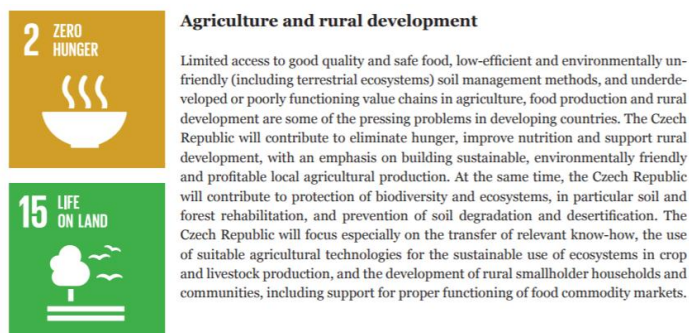 2 ZERO
HUNGER
15 LIFE
ON LAND
Agriculture and rural development
Limited access to good quality and safe food, low-efficient and environmentally un-
friendly (including terrestrial ecosystems) soil management methods, and underde-
veloped or poorly functioning value chains in agriculture, food production and rural
development are some of the pressing problems in developing countries. The Czech
Republic will contribute to eliminate hunger, improve nutrition and support rural
development, with an emphasis on building sustainable, environmentally friendly
and profitable local agricultural production. At the same time, the Czech Republic
will contribute to protection of biodiversity and ecosystems, in particular soil and
forest rehabilitation, and prevention of soil degradation and desertification. The
Czech Republic will focus especially on the transfer of relevant know-how, the use
of suitable agricultural technologies for the sustainable use of ecosystems in crop
and livestock production, and the development of rural smallholder households and
communities, including support for proper functioning of food commodity markets.